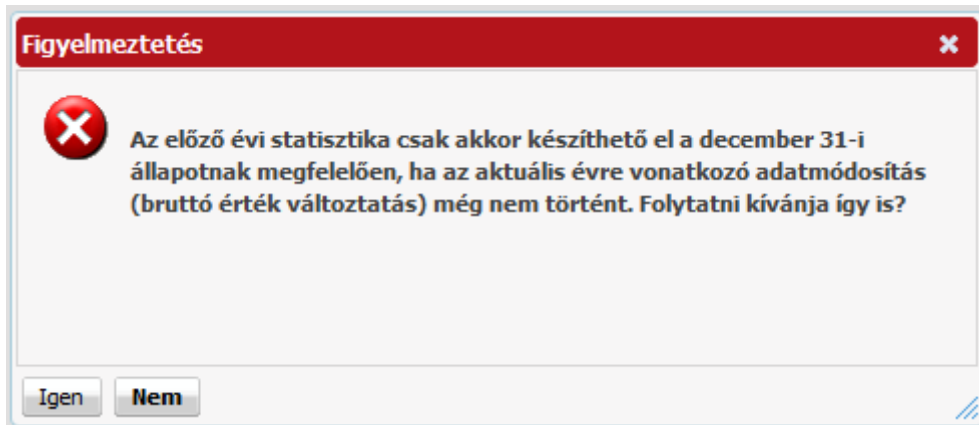 Figyelmeztetés
Az előző évi statisztika csak akkor készíthető el a december 31-i
állapotnak megfelelően, ha az aktuális évre vonatkozó adatmódosítás
(bruttó érték változtatás) még nem történt. Folytatni kívánja így is?
Igen Nem